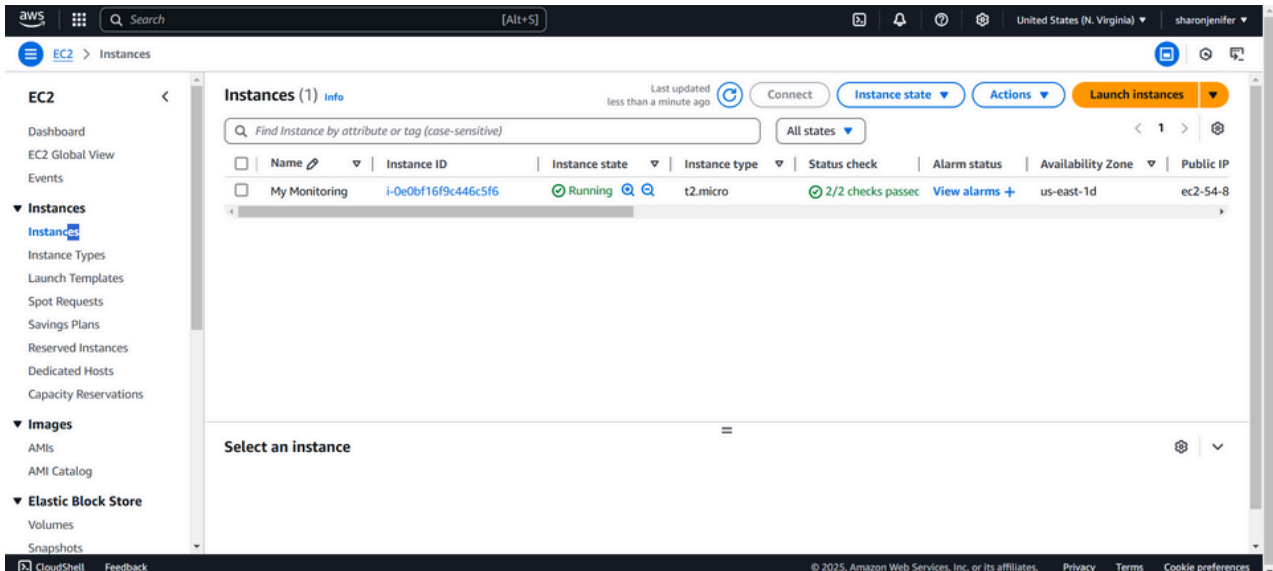 aws Search [Alt+S] United States (N. Virginia) sharonjenifer
EC2 > Instances
EC2
Dashboard
EC2 Global View
Events
Instances
Instances
Instance Types
Launch Templates
Spot Requests
Savings Plans
Reserved Instances
Dedicated Hosts
Capacity Reservations
Images
AMIs
AMI Catalog
Elastic Block Store
Volumes
Snapshots
Instances (1) Info
Last updated
less than a minute ago
Connect Instance state Actions Launch instances
Find Instance by attribute or tag (case-sensitive) All states 1
Name Instance ID Instance state Instance type Status check Alarm status Availability Zone Public IP
My Monitoring i-0e0bf16f9c446c5f6 Running t2.micro 2/2 checks passec View alarms + us-east-1d ec2-54-8
Select an instance
CloudShell Feedback © 2025, Amazon Web Services, Inc. or its affiliates. Privacy Terms Cookie preferences